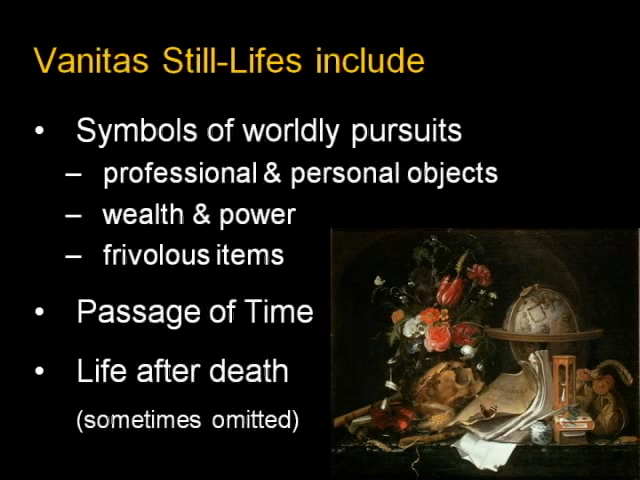 Vanitas Still-Lifes include
• Symbols of worldly pursuits
– professional & personal objects
– wealth & power
– frivolous items
• Passage of Time
• Life after death
(sometimes omitted)